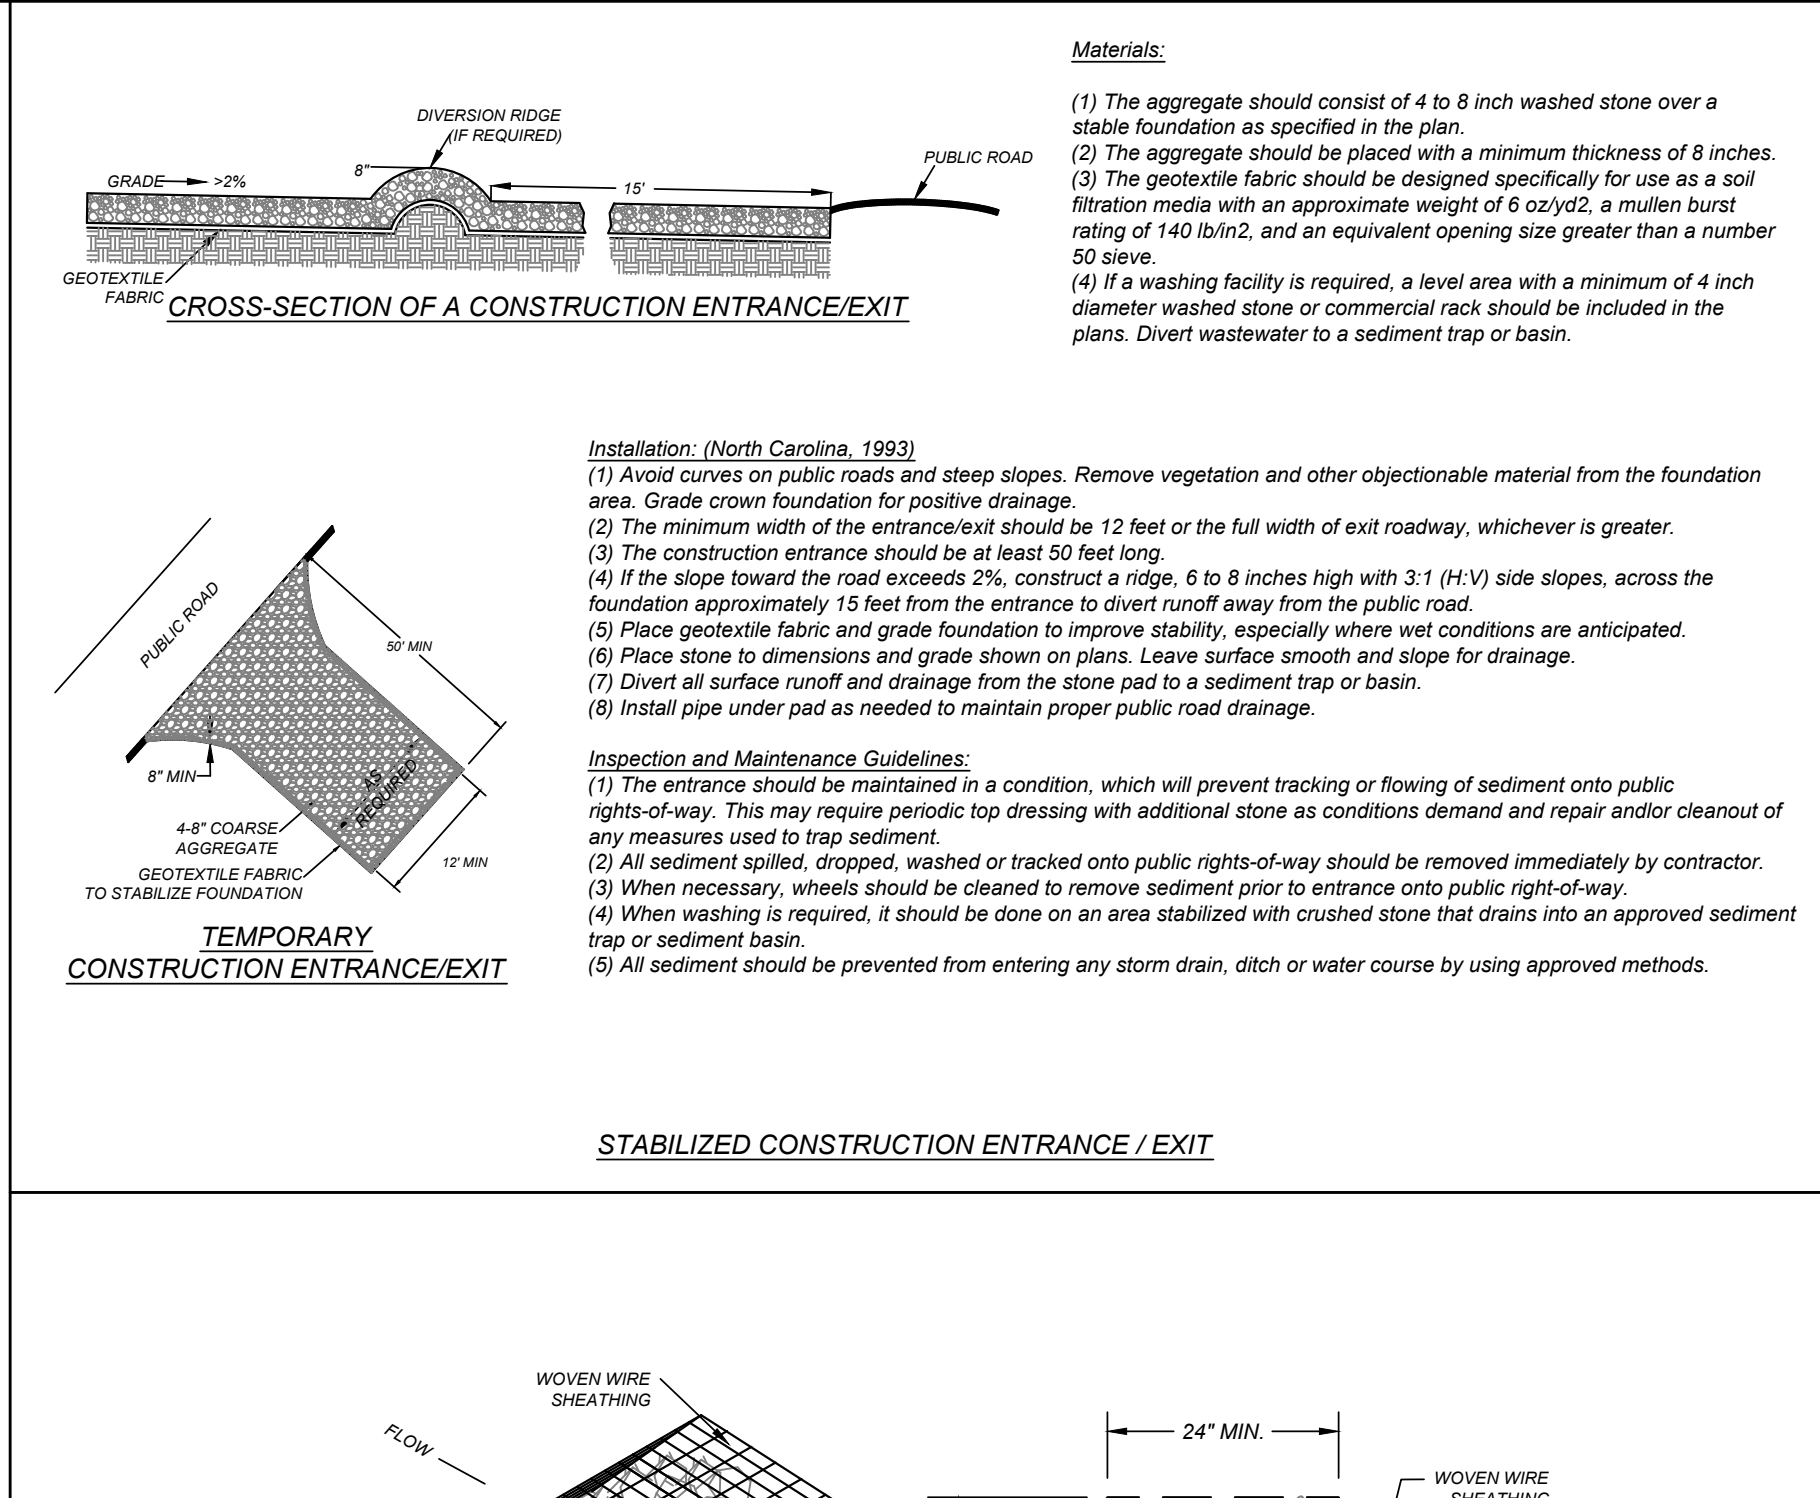 Materials:
(1) The aggregate should consist of 4 to 8 inch washed stone over a
stable foundation as specified in the plan.
(2) The aggregate should be placed with a minimum thickness of 8 inches.
(3) The geotextile fabric should be designed specifically for use as a soil
filtration media with an approximate weight of 6 oz/yd2, a mullen burst
rating of 140 lb/in2, and an equivalent opening size greater than a number
50 sieve.
(4) If a washing facility is required, a level area with a minimum of 4 inch
diameter washed stone or commercial rack should be included in the
plans. Divert wastewater to a sediment trap or basin.
DIVERSION RIDGE
(IF REQUIRED)
PUBLIC ROAD
8"
GRADE >2%
15'
GEOTEXTILE
FABRIC
CROSS-SECTION OF A CONSTRUCTION ENTRANCE/EXIT
Installation: (North Carolina, 1993)
(1) Avoid curves on public roads and steep slopes. Remove vegetation and other objectionable material from the foundation
area. Grade crown foundation for positive drainage.
(2) The minimum width of the entrance/exit should be 12 feet or the full width of exit roadway, whichever is greater.
(3) The construction entrance should be at least 50 feet long.
(4) If the slope toward the road exceeds 2%, construct a ridge, 6 to 8 inches high with 3:1 (H:V) side slopes, across the
foundation approximately 15 feet from the entrance to divert runoff away from the public road.
(5) Place geotextile fabric and grade foundation to improve stability, especially where wet conditions are anticipated.
(6) Place stone to dimensions and grade shown on plans. Leave surface smooth and slope for drainage.
(7) Divert all surface runoff and drainage from the stone pad to a sediment trap or basin.
(8) Install pipe under pad as needed to maintain proper public road drainage.
Inspection and Maintenance Guidelines:
(1) The entrance should be maintained in a condition, which will prevent tracking or flowing of sediment onto public
rights-of-way. This may require periodic top dressing with additional stone as conditions demand and repair andlor cleanout of
any measures used to trap sediment.
(2) All sediment spilled, dropped, washed or tracked onto public rights-of-way should be removed immediately by contractor.
(3) When necessary, wheels should be cleaned to remove sediment prior to entrance onto public right-of-way.
(4) When washing is required, it should be done on an area stabilized with crushed stone that drains into an approved sediment
trap or sediment basin.
(5) All sediment should be prevented from entering any storm drain, ditch or water course by using approved methods.
PUBLIC ROAD
50' MIN
8" MIN
AS
REQUIRED
4-8" COARSE
AGGREGATE
12' MIN
GEOTEXTILE FABRIC
TO STABILIZE FOUNDATION
TEMPORARY
CONSTRUCTION ENTRANCE/EXIT
STABILIZED CONSTRUCTION ENTRANCE / EXIT
WOVEN WIRE
SHEATHING
FLOW
24" MIN.
WOVEN WIRE
SHEATHING